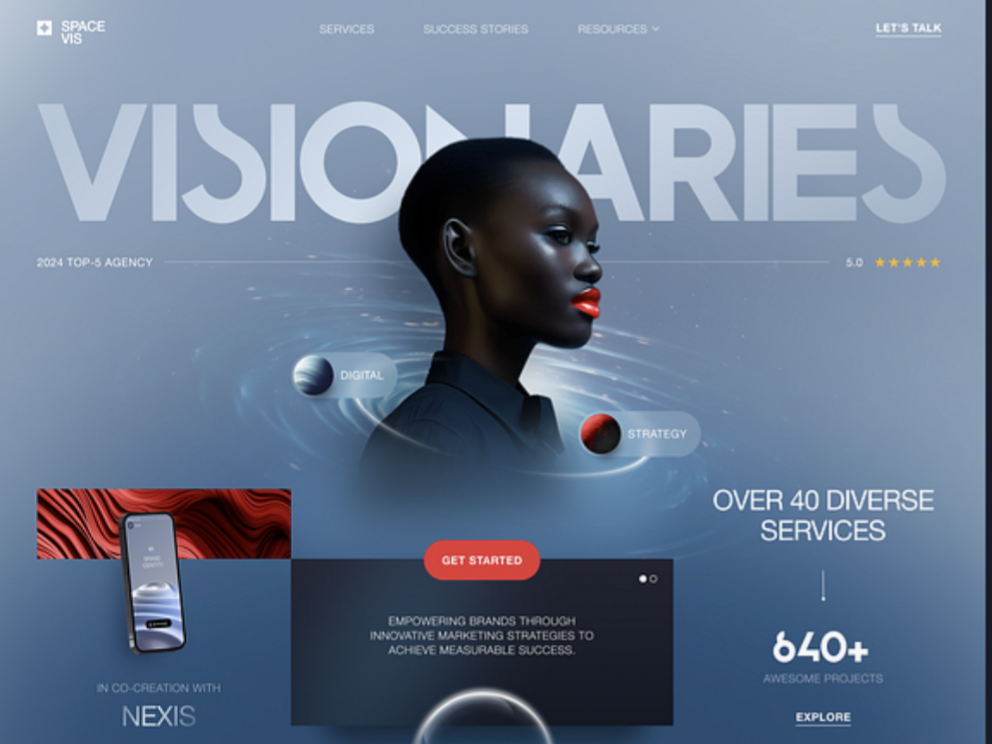 SPACE
VIS
SERVICES
SUCCESS STORIES
RESOURCES
LET'S TALK
VISIONARIES
2024 TOP-5 AGENCY
5.0
DIGITAL
STRATEGY
OVER 40 DIVERSE
SERVICES
GET STARTED
EMPOWERING BRANDS THROUGH
INNOVATIVE MARKETING STRATEGIES TO
ACHIEVE MEASURABLE SUCCESS.
640+
AWESOME PROJECTS
EXPLORE
IN CO-CREATION WITH
NEXIS